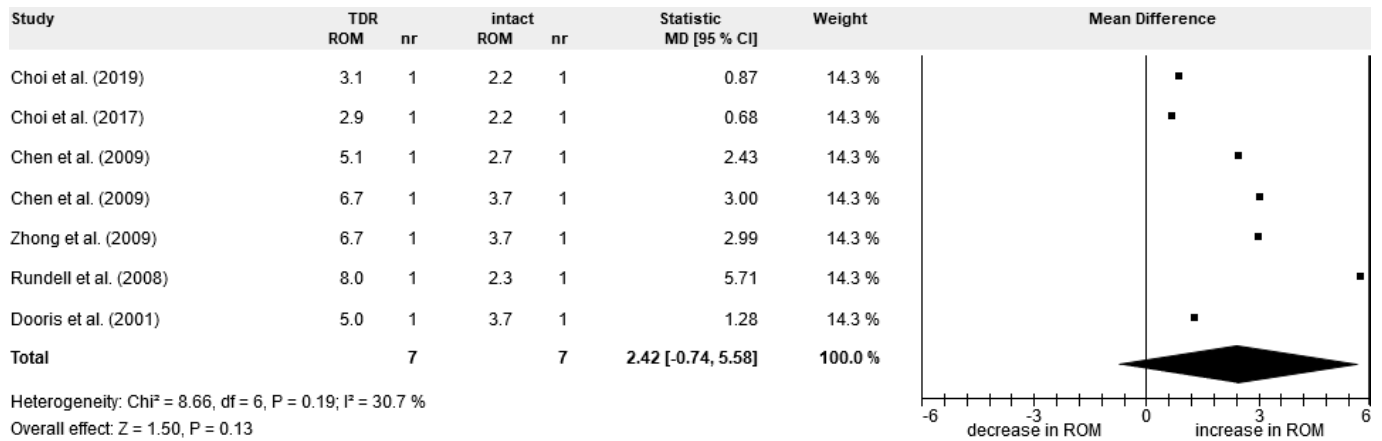 Study TDR intact Statistic Weight Mean Difference
ROM nr ROM nr MD [95 % CI]
Choi et al. (2019) 3.1 1 2.2 1 0.87 14.3 %
Choi et al. (2017) 2.9 1 2.2 1 0.68 14.3 %
Chen et al. (2009) 5.1 1 2.7 1 2.43 14.3 %
Chen et al. (2009) 6.7 1 3.7 1 3.00 14.3 %
Zhong et al. (2009) 6.7 1 3.7 1 2.99 14.3 %
Rundell et al. (2008) 8.0 1 2.3 1 5.71 14.3 %
Dooris et al. (2001) 5.0 1 3.7 1 1.28 14.3 %
Total 7 7 2.42 [-0.74, 5.58] 100.0 %
Heterogeneity: Chi² = 8.66, df = 6, P = 0.19; I² = 30.7 %
Overall effect: Z = 1.50, P = 0.13
-6 -3 0 3 6
decrease in ROM increase in ROM